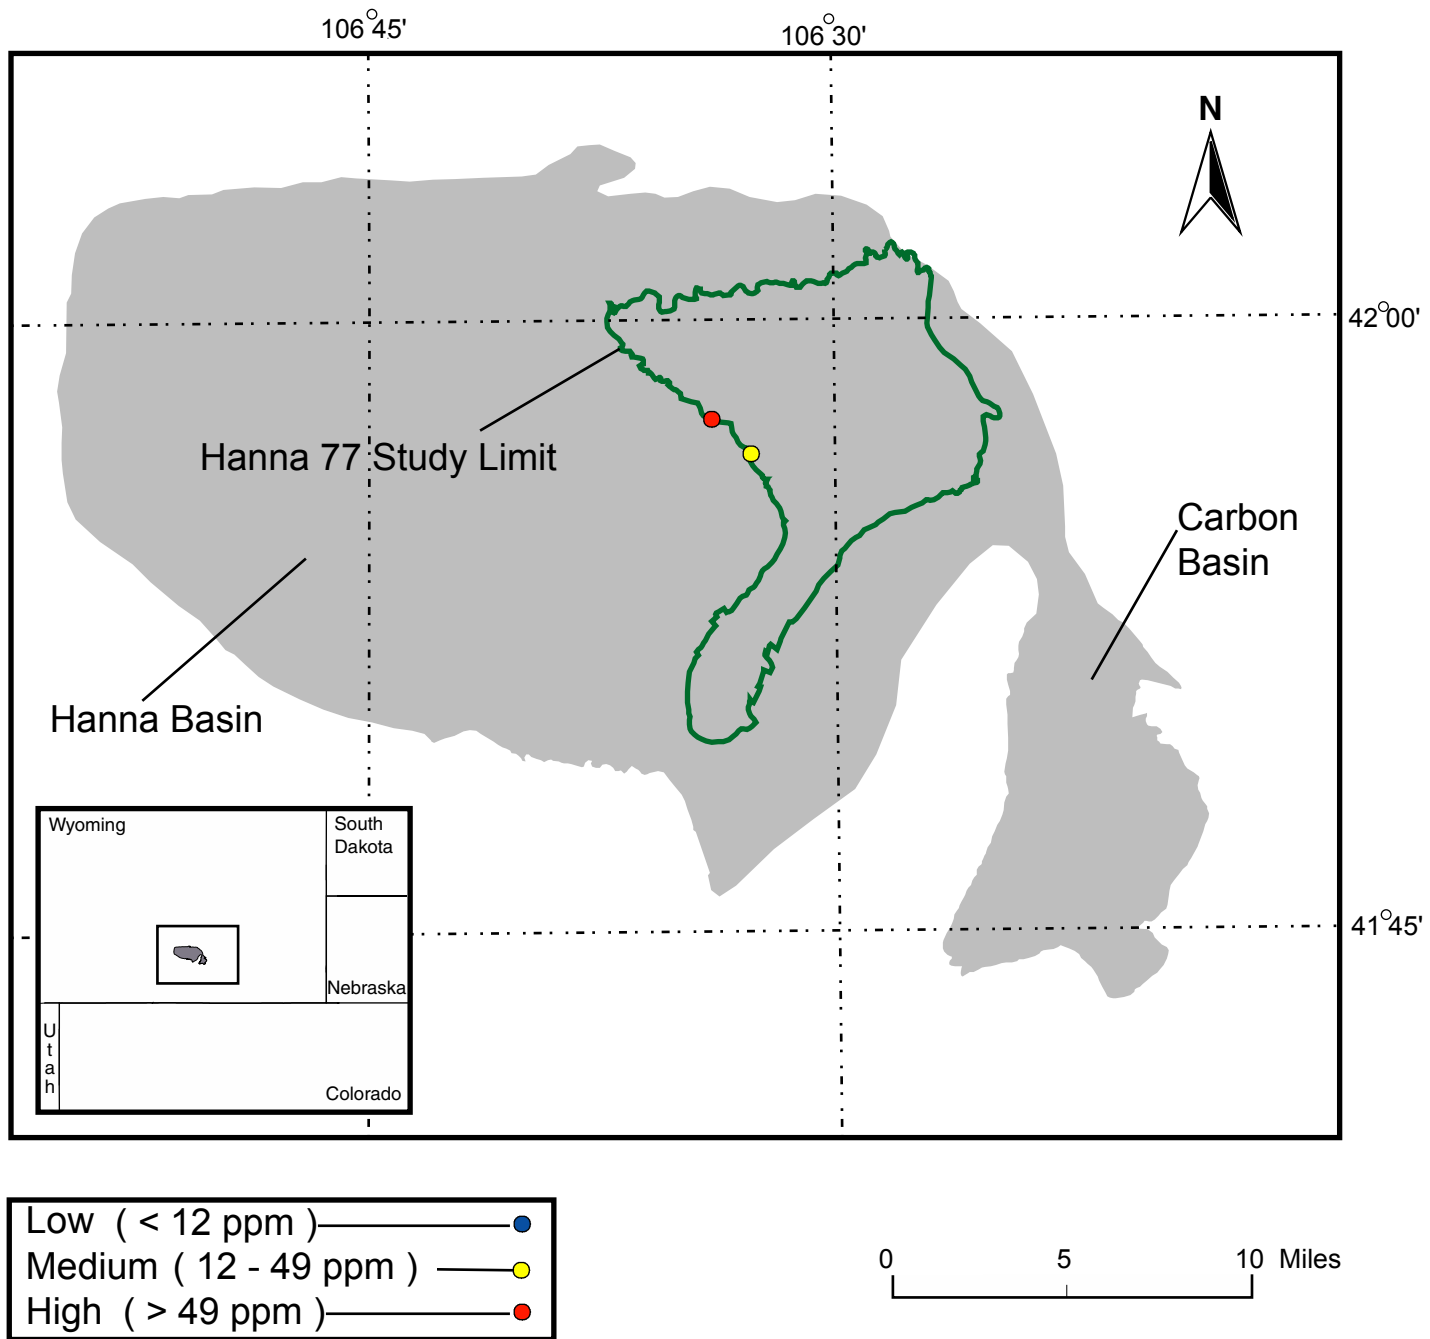 106°45'
106°30'
N
42°00'
Hanna 77 Study Limit
Carbon
Basin
Hanna Basin
Wyoming
South
Dakota
41°45'
Nebraska
Utah
Colorado
Low ( < 12 ppm )
Medium ( 12 - 49 ppm )
High ( > 49 ppm )
0 5 10 Miles